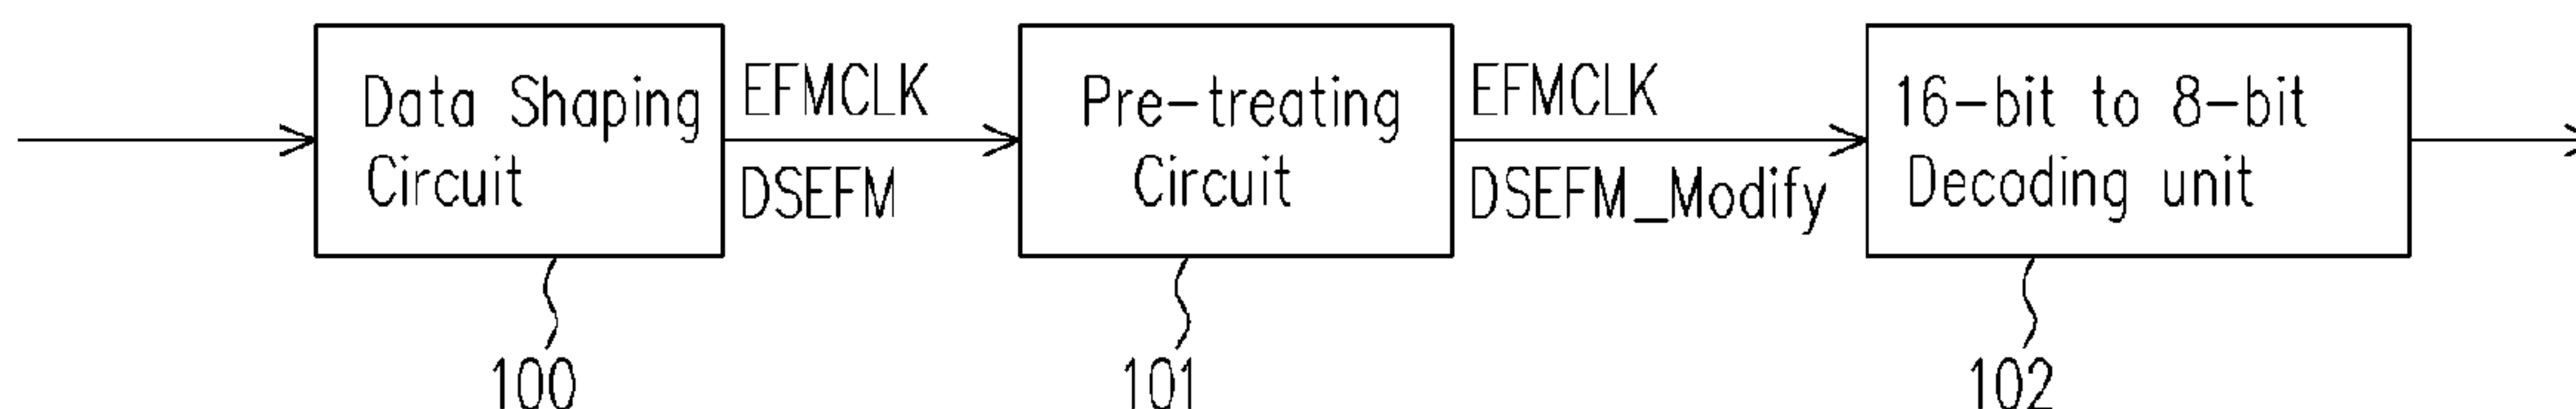 Data Shaping
Circuit
EFMCLK
DSEFM
Pre-treating
Circuit
EFMCLK
DSEFM_Modify
16-bit to 8-bit
Decoding unit
100
101
102